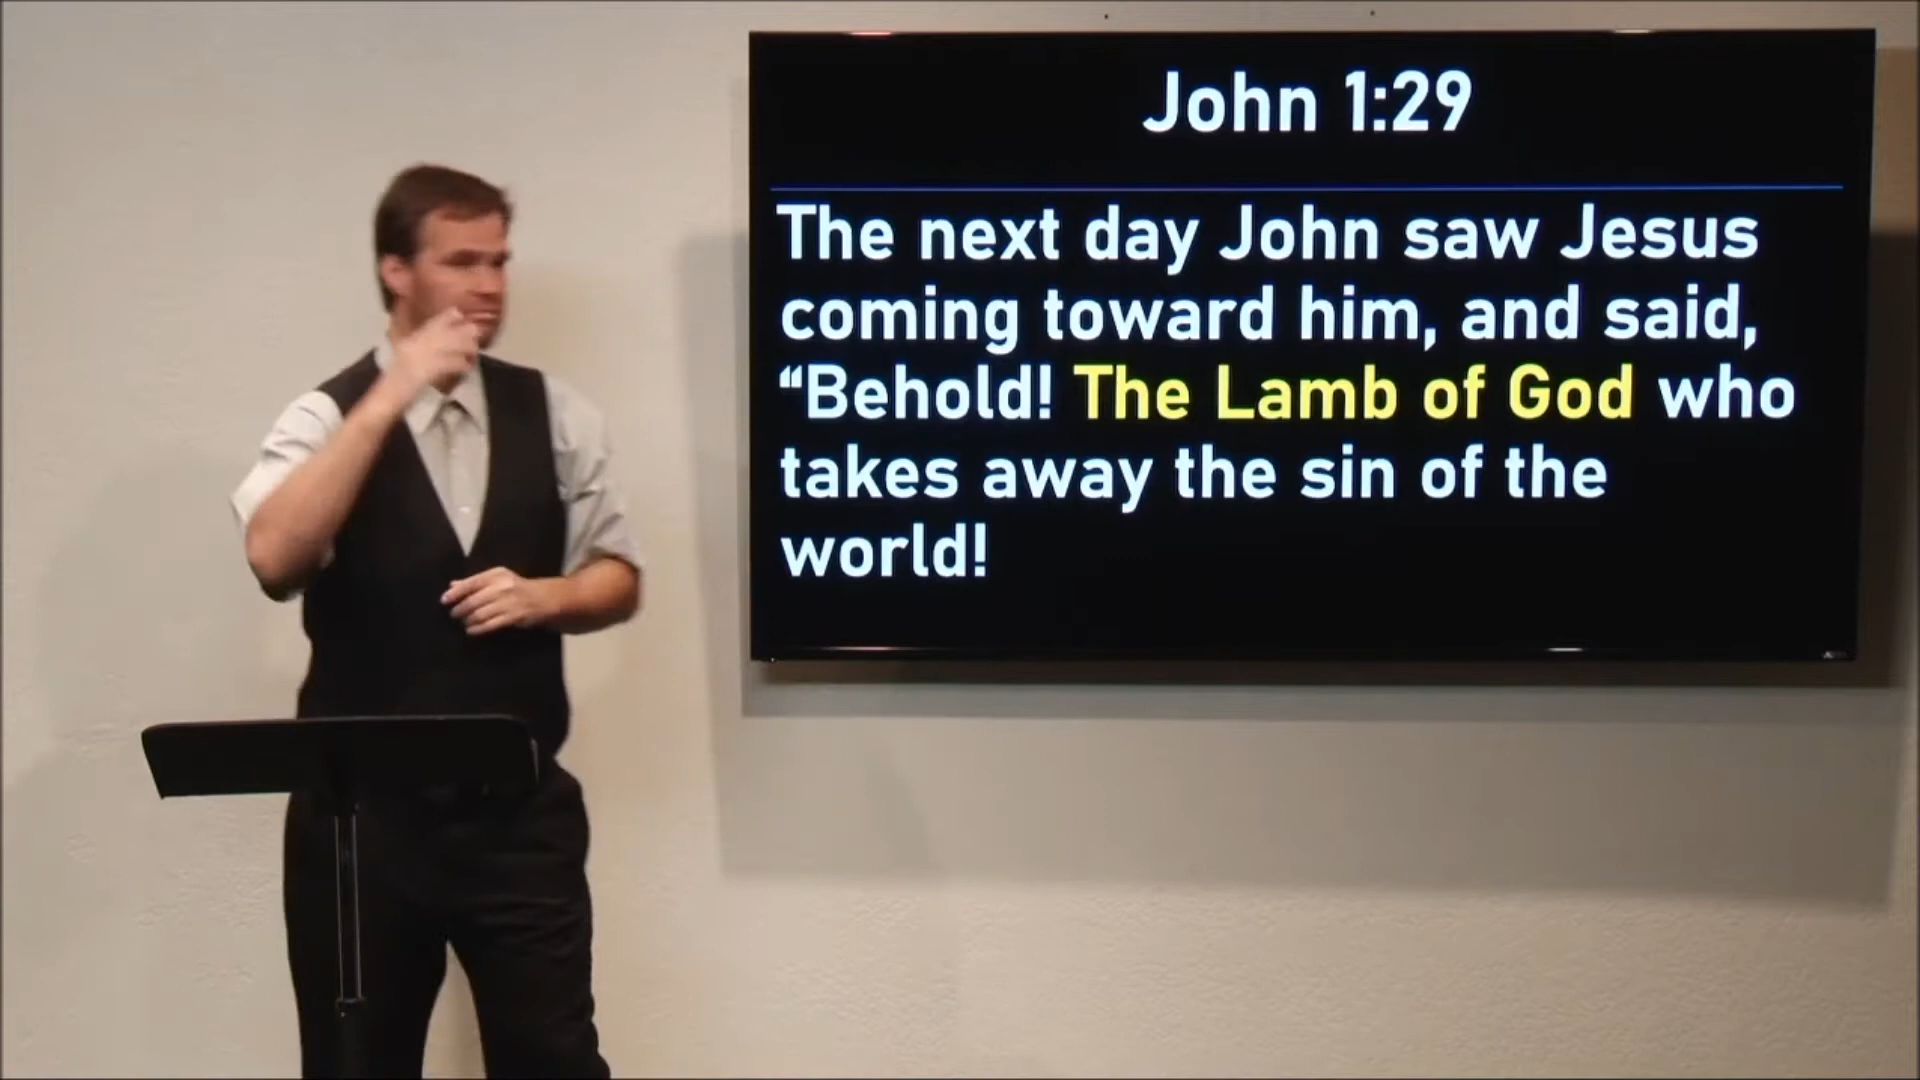 John 1:29
The next day John saw Jesus
coming toward him, and said,
“Behold! The Lamb of God who
takes away the sin of the
world!